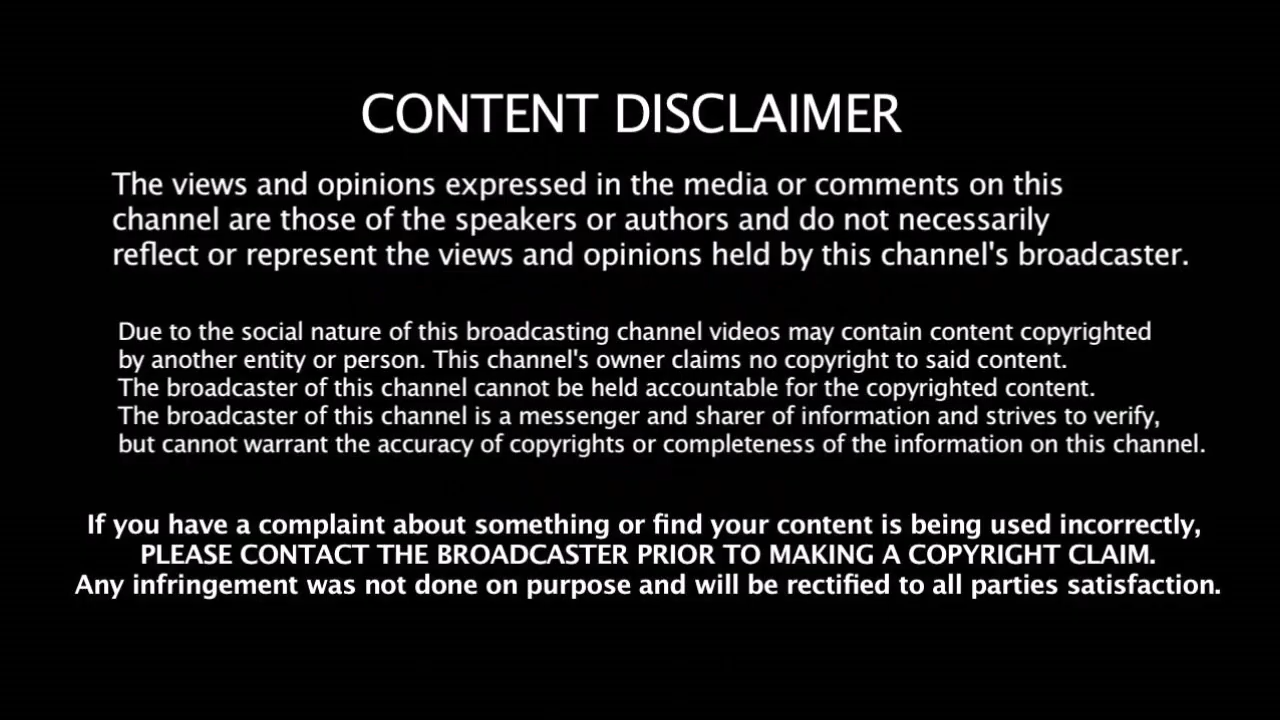 CONTENT DISCLAIMER
The views and opinions expressed in the media or comments on this
channel are those of the speakers or authors and do not necessarily
reflect or represent the views and opinions held by this channel's broadcaster.
Due to the social nature of this broadcasting channel videos may contain content copyrighted
by another entity or person. This channel's owner claims no copyright to said content.
The broadcaster of this channel cannot be held accountable for the copyrighted content.
The broadcaster of this channel is a messenger and sharer of information and strives to verify,
but cannot warrant the accuracy of copyrights or completeness of the information on this channel.
If you have a complaint about something or find your content is being used incorrectly,
PLEASE CONTACT THE BROADCASTER PRIOR TO MAKING A COPYRIGHT CLAIM.
Any infringement was not done on purpose and will be rectified to all parties satisfaction.